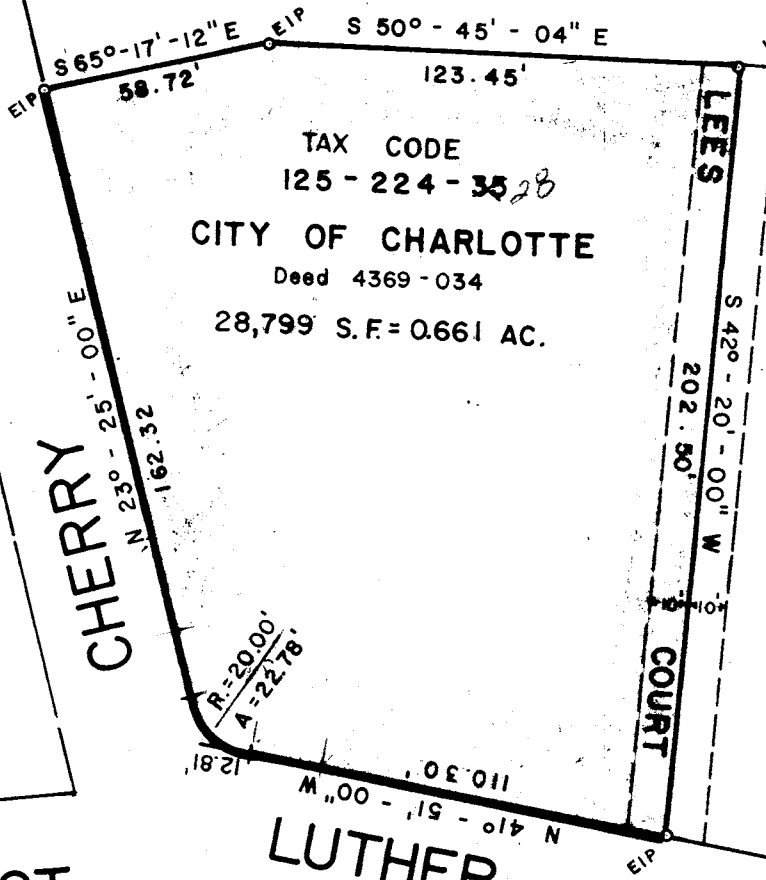 EIP
S 65° - 17' - 12" E
58.72'
EIP
S 50° - 45' - 04" E
123.45'
TAX CODE
125 - 224 - 35 28
CITY OF CHARLOTTE
Deed 4369 - 034
28,799 S.F. = 0.661 AC.
LEES
COURT
S 42° - 20' - 00" W
202.50'
10'
10'
N 23° - 25' - 00" E
162.32
CHERRY
R. = 20.00'
A = 22.78'
12.81'
110.30'
N 41° - 51' - 00" W
LUTHER
EIP